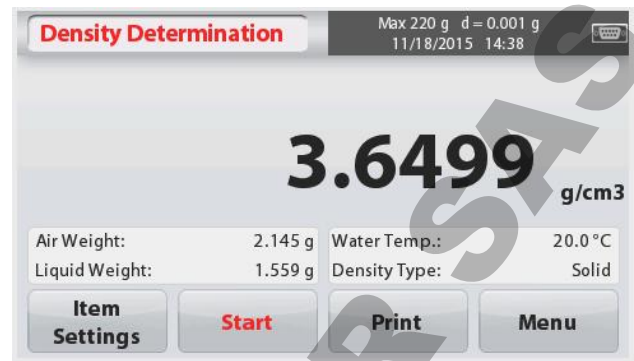 Density Determination
Max 220 g d = 0.001 g
11/18/2015 14:38
3.6499 g/cm3
Air Weight: 2.145 g Water Temp.: 20.0 °C
Liquid Weight: 1.559 g Density Type: Solid
Item Settings
Start
Print
Menu